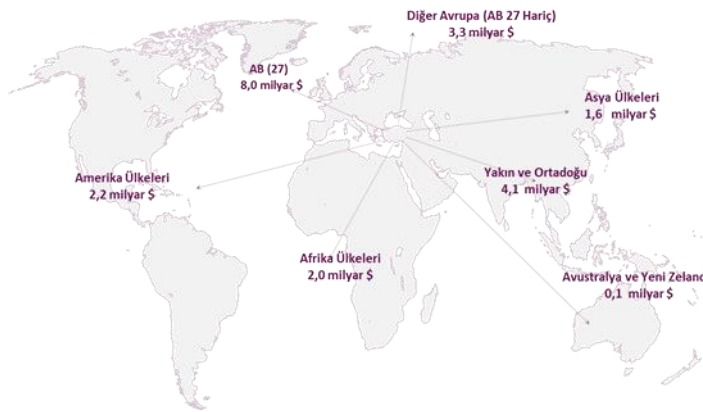 Diğer Avrupa (AB 27 Hariç)
3,3 milyar $
AB (27)
8,0 milyar $
Asya Ülkeleri
1,6 milyar $
Amerika Ülkeleri
2,2 milyar $
Yakın ve Ortadoğu
4,1 milyar $
Afrika Ülkeleri
2,0 milyar $
Avustralya ve Yeni Zeland
0,1 milyar $